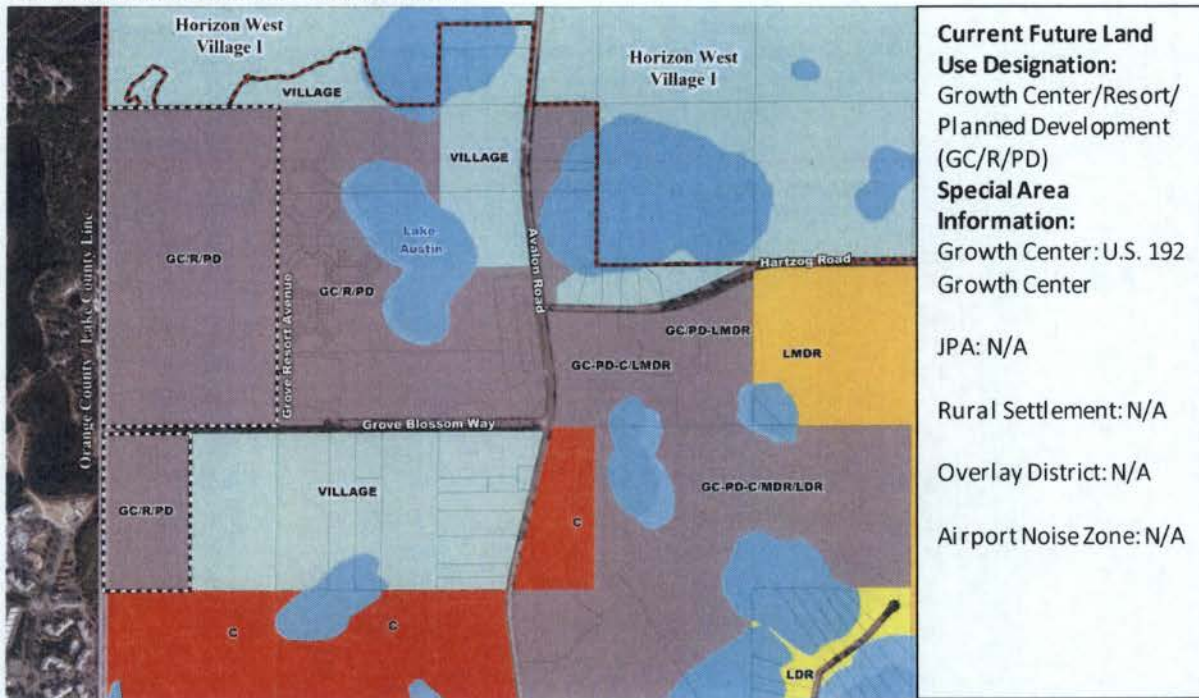 Horizon West
Village I
Horizon West
Village I
VILLAGE
VILLAGE
Lake
Austin
GC/R/PD
GC/R/PD
Orange County / Lake County Line
Grove Resort Avenue
Avalon Road
Hartzog Road
GC/PD-LMDR
GC-PD-C/LMDR
LMDR
Grove Blossom Way
GC/R/PD
VILLAGE
C
GC-PD-C/MDR/LDR
C
C
LDR
Current Future Land
Use Designation:
Growth Center/Resort/
Planned Development
(GC/R/PD)
Special Area
Information:
Growth Center: U.S. 192
Growth Center
JPA: N/A
Rural Settlement: N/A
Overlay District: N/A
Airport Noise Zone: N/A